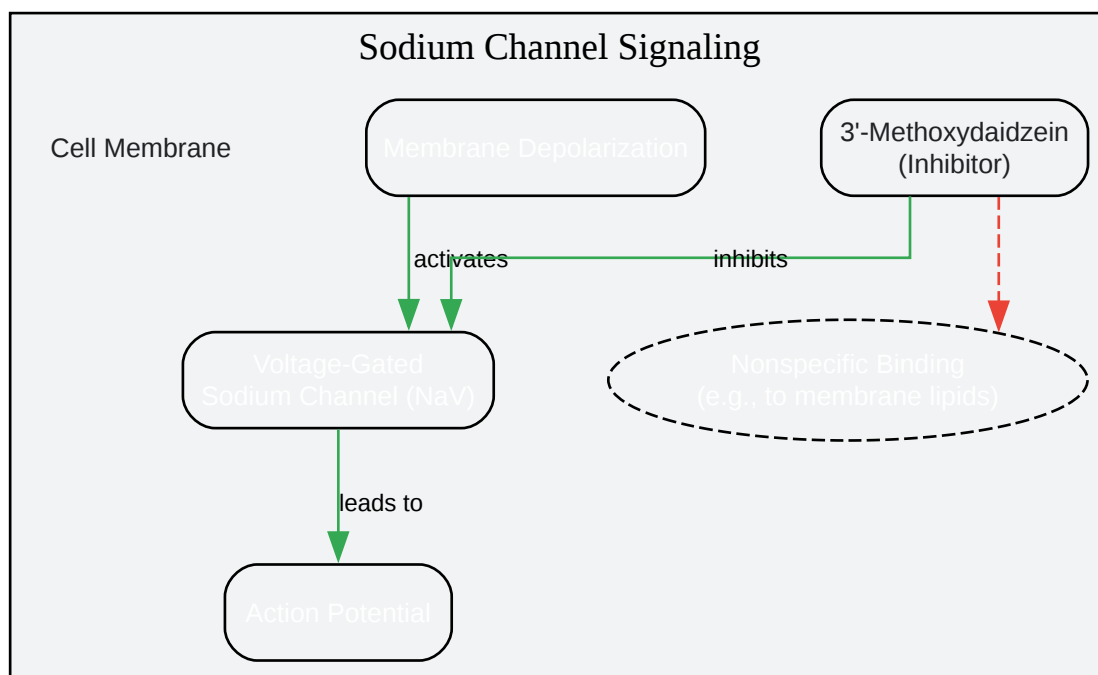 Sodium Channel Signaling
Cell Membrane
Membrane Depolarization
3'-Methoxydaidzein
(Inhibitor)
activates
inhibits
Voltage-Gated
Sodium Channel (NaV)
Nonspecific Binding
(e.g., to membrane lipids)
leads to
Action Potential